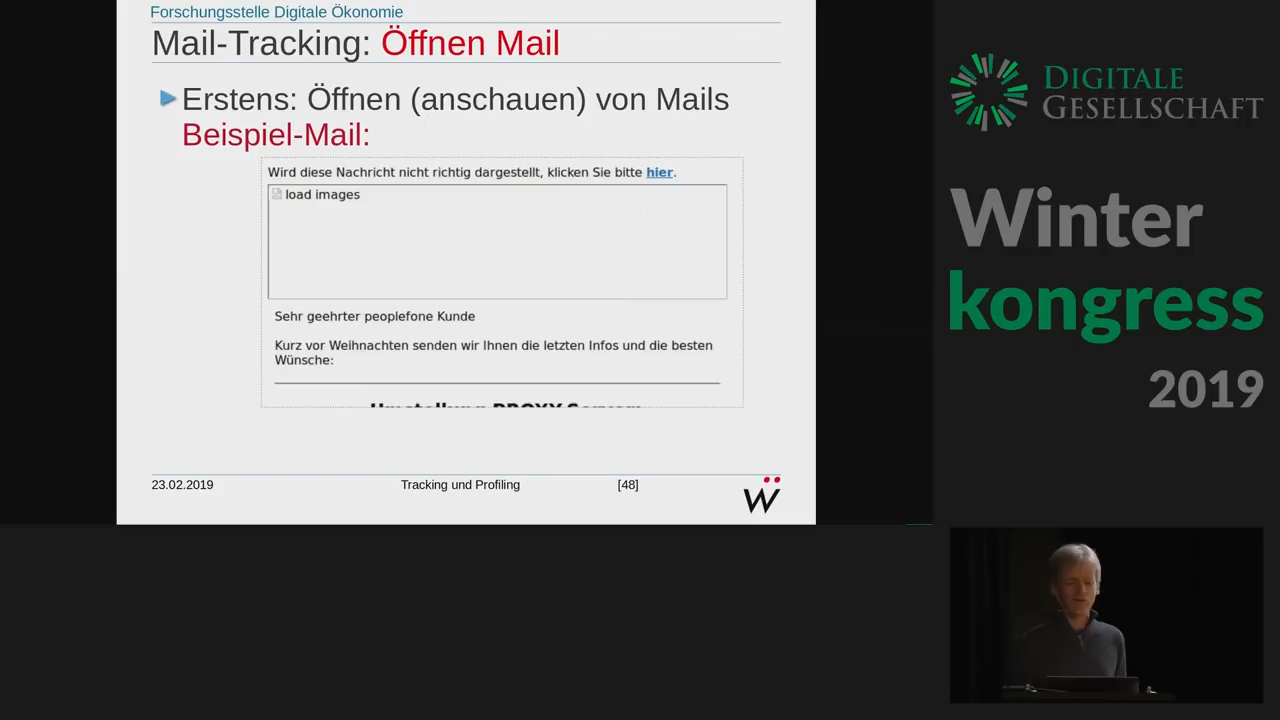 Forschungsstelle Digitale Ökonomie
Mail-Tracking: Öffnen Mail
Erstens: Öffnen (anschauen) von Mails
Beispiel-Mail:
Wird diese Nachricht nicht richtig dargestellt, klicken Sie bitte hier.
load images
Sehr geehrter peoplefone Kunde
Kurz vor Weihnachten senden wir Ihnen die letzten Infos und die besten
Wünsche:
23.02.2019
Tracking und Profiling
[48]
Ẅ
DIGITALE
GESELLSCHAFT
Winter
kongress
2019